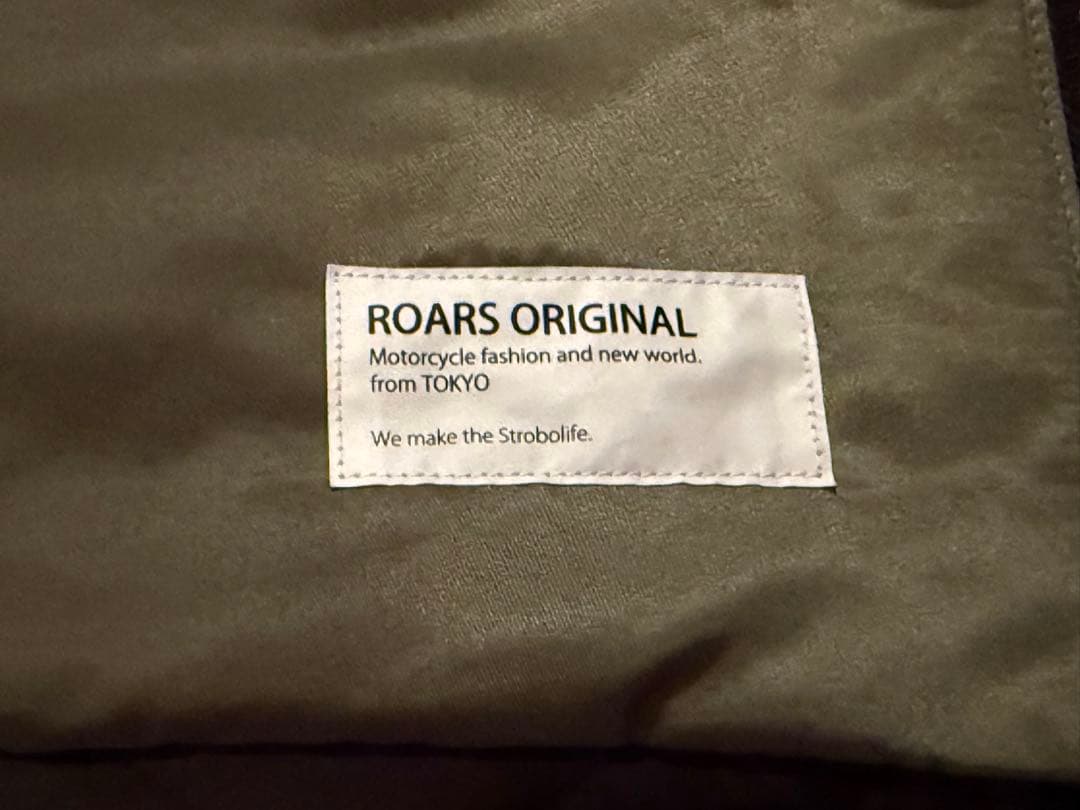 ROARS ORIGINAL
Motorcycle fashion and new world.
from TOKYO
We make the Strobolife.